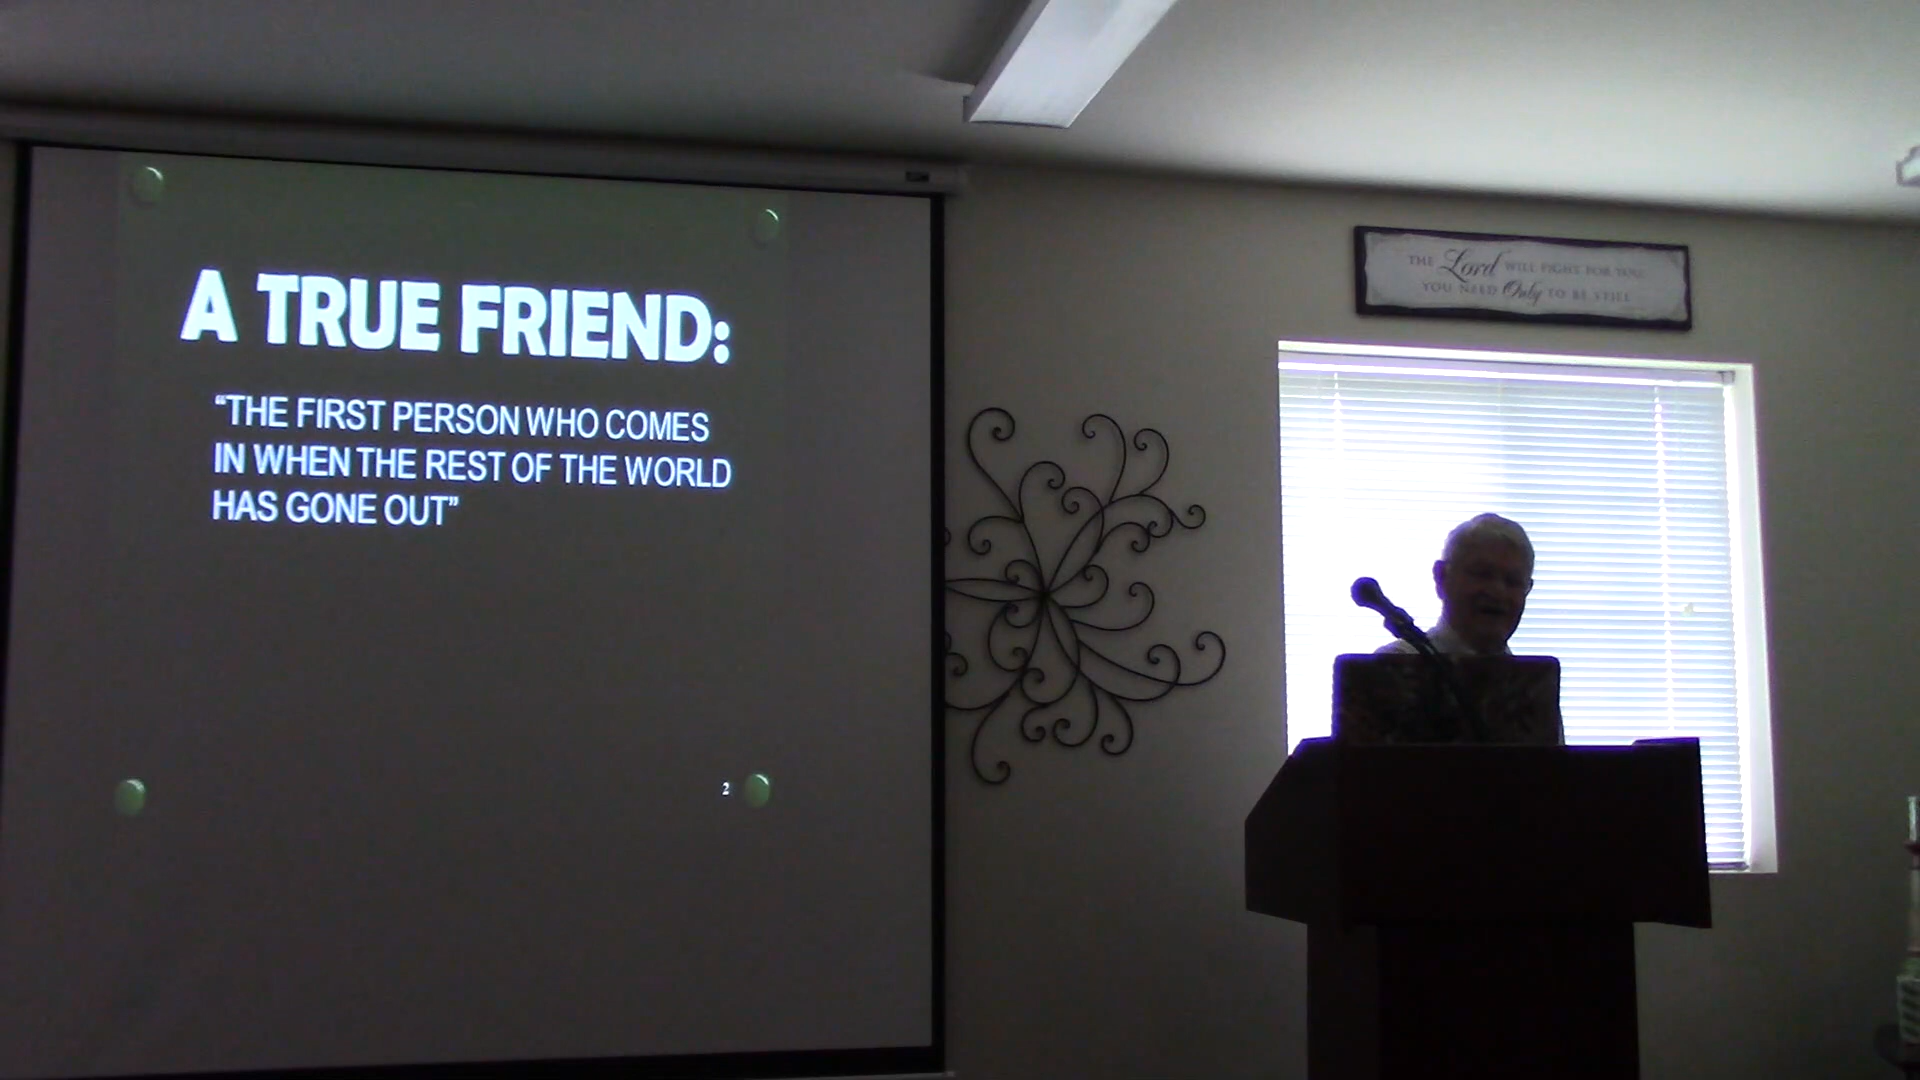 A TRUE FRIEND:
“THE FIRST PERSON WHO COMES
IN WHEN THE REST OF THE WORLD
HAS GONE OUT”
2
THE Lord WILL FIGHT FOR YOU;
YOU NEED Only TO BE STILL